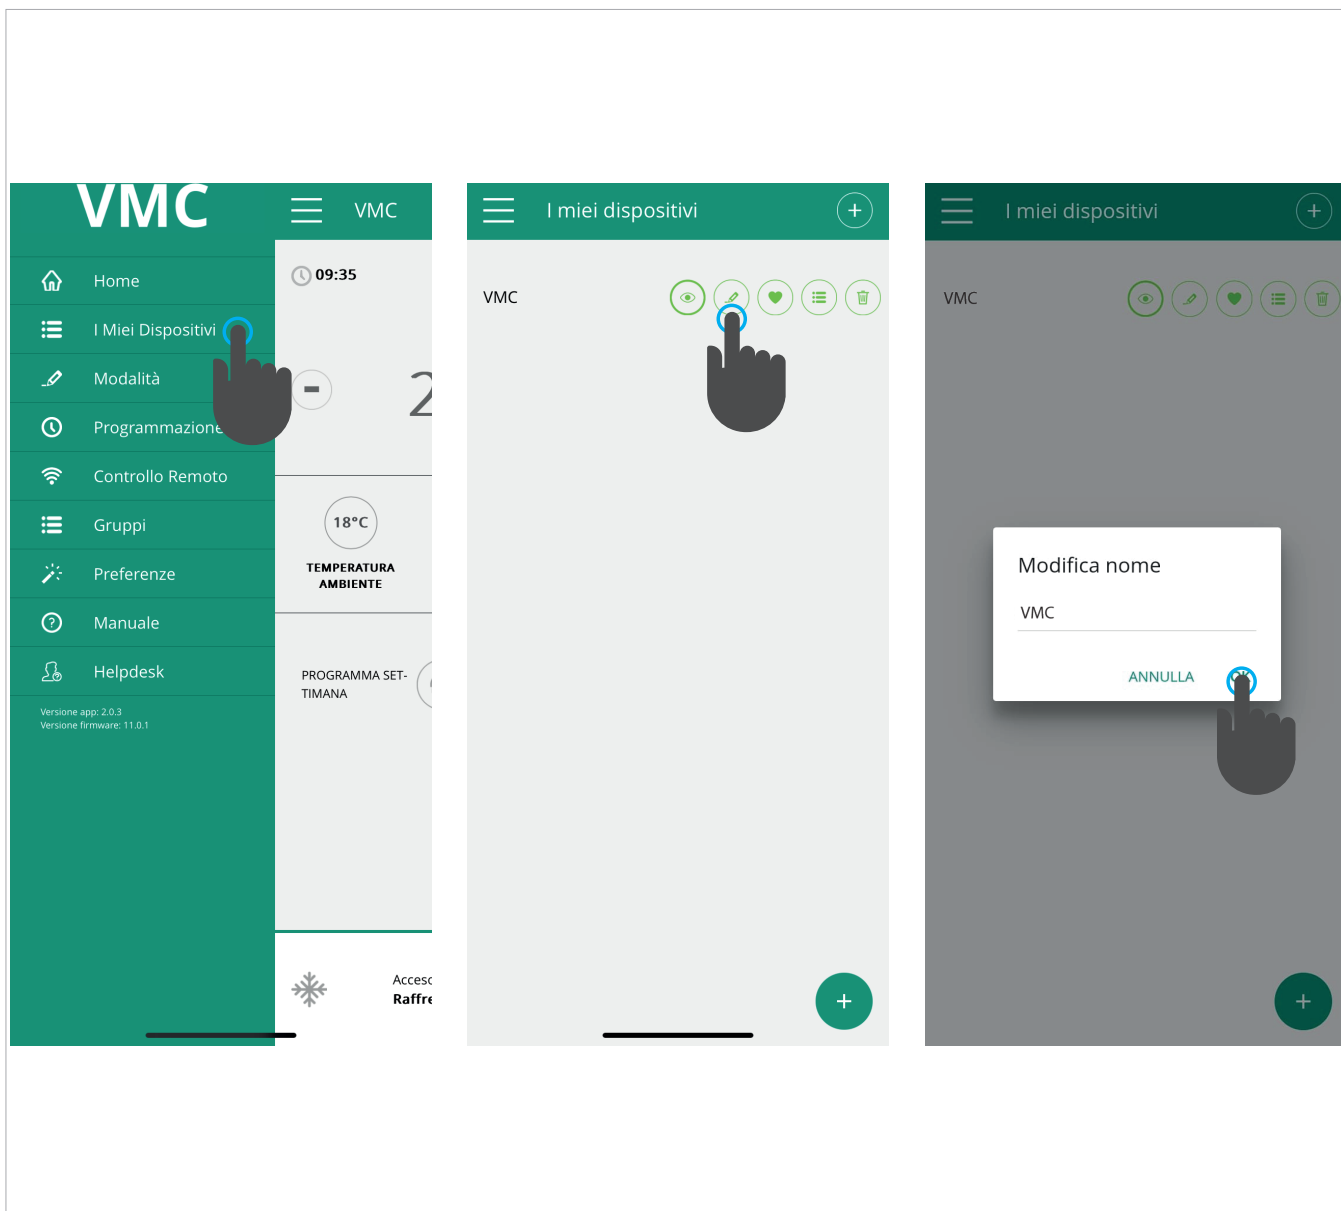 VMC
Home
I Miei Dispositivi
Modalità
Programmazione
Controllo Remoto
Gruppi
Preferenze
Manuale
Helpdesk
Versione app: 2.0.3
Versione firmware: 11.0.1
VMC
09:35
-
2
18°C
TEMPERATURA
AMBIENTE
PROGRAMMA SET-
TIMANA
Raffre
I miei dispositivi
+
VMC
+
I miei dispositivi
+
VMC
Modifica nome
VMC
ANNULLA
+